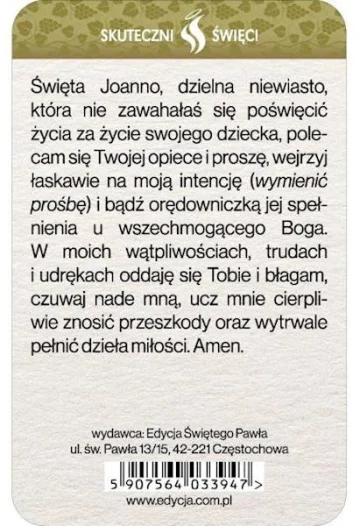 SKUTECZNI ŚWIĘCI
Święta Joanno, dzielna niewiasto,
która nie zawahałaś się poświęcić
życia za życie swojego dziecka, pole-
cam się Twojej opiece i proszę, wejrzyj
łaskawie na moją intencję (wymienić
prośbę) i bądź orędowniczką jej speł-
nienia u wszechmogącego Boga.
W moich wątpliwościach, trudach
i udrękach oddaję się Tobie i błagam,
czuwaj nade mną, ucz mnie cierpli-
wie znosić przeszkody oraz wytrwale
pełnić dzieła miłości. Amen.
wydawca: Edycja Świętego Pawła
ul. św. Pawła 13/15, 42-221 Częstochowa
5 907564 033947 >
www.edycja.com.pl